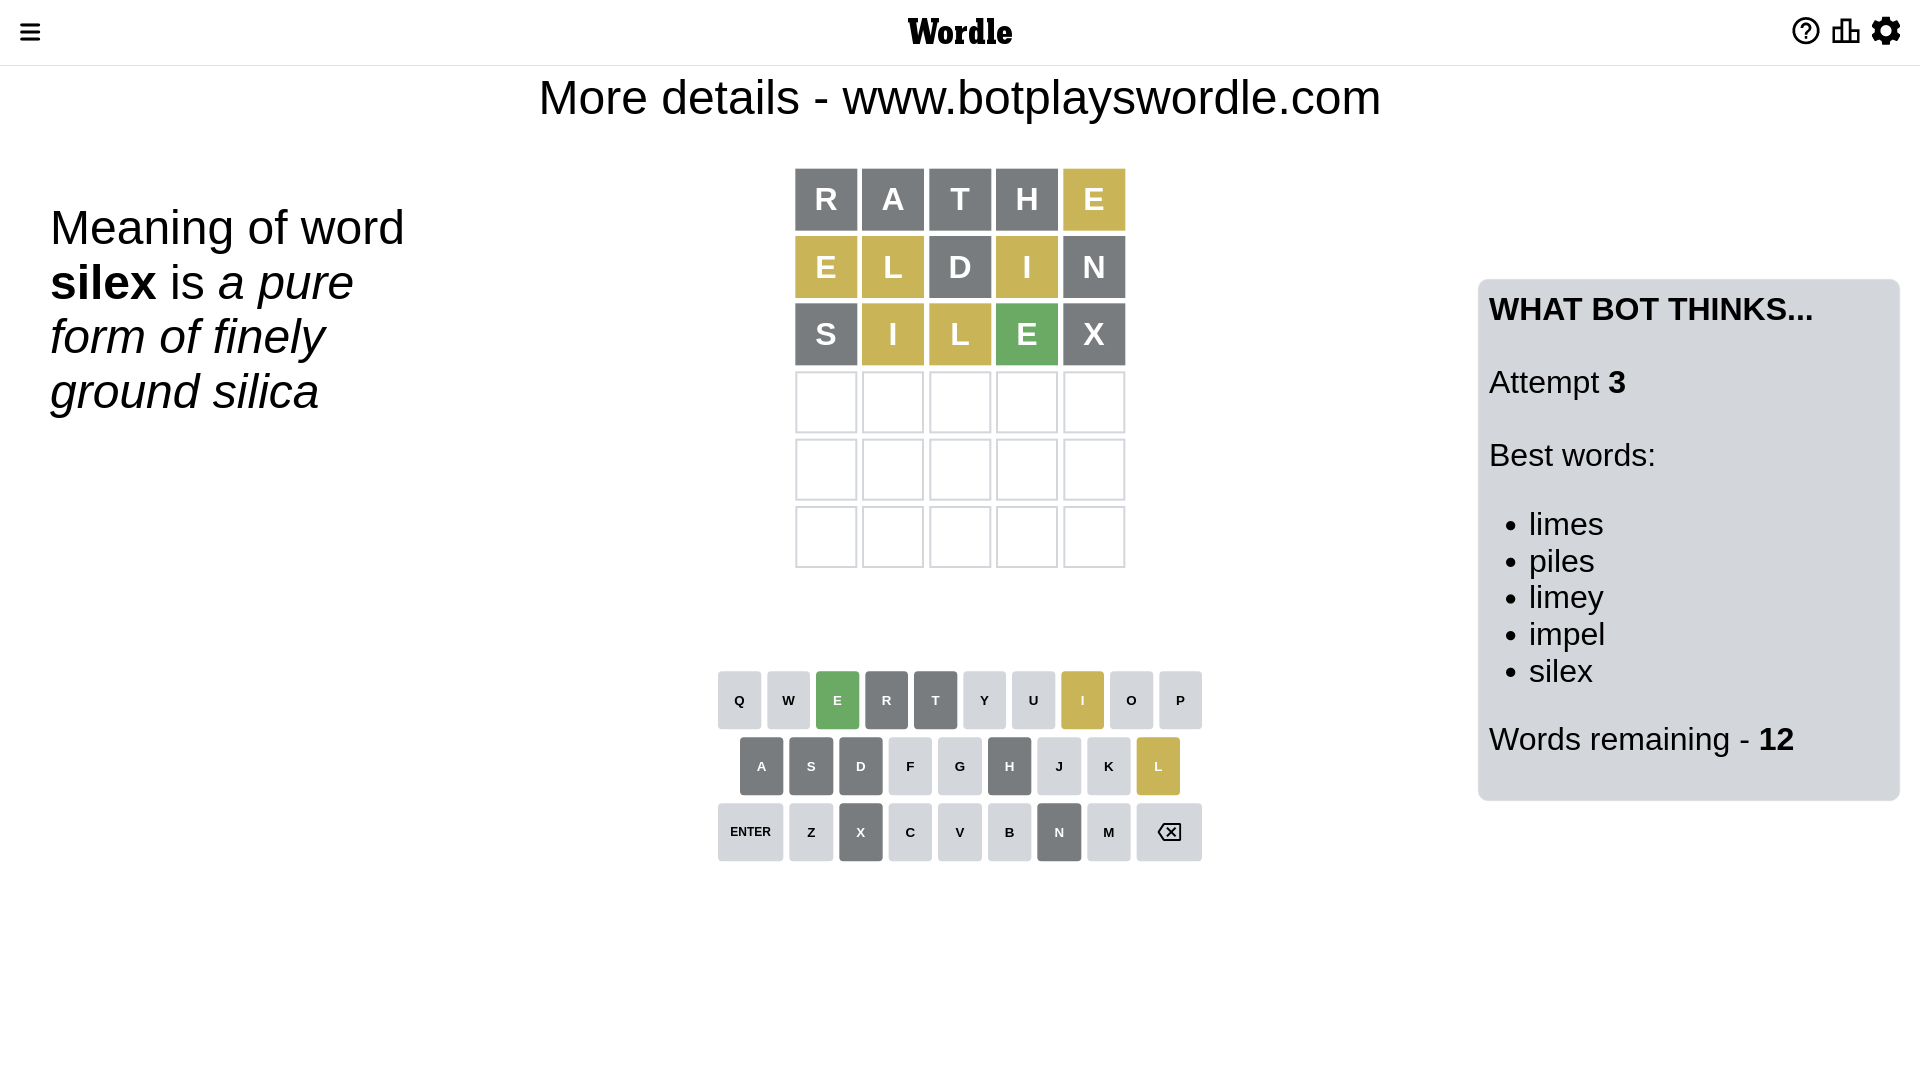 Wordle
More details - www.botplayswordle.com
Meaning of word
silex is a pure
form of finely
ground silica
R A T H E
E L D I N
S I L E X
WHAT BOT THINKS...
Attempt 3
Best words:
• limes
• piles
• limey
• impel
• silex
Words remaining - 12
Q W E R T Y U I O P
A S D F G H J K L
ENTER Z X C V B N M